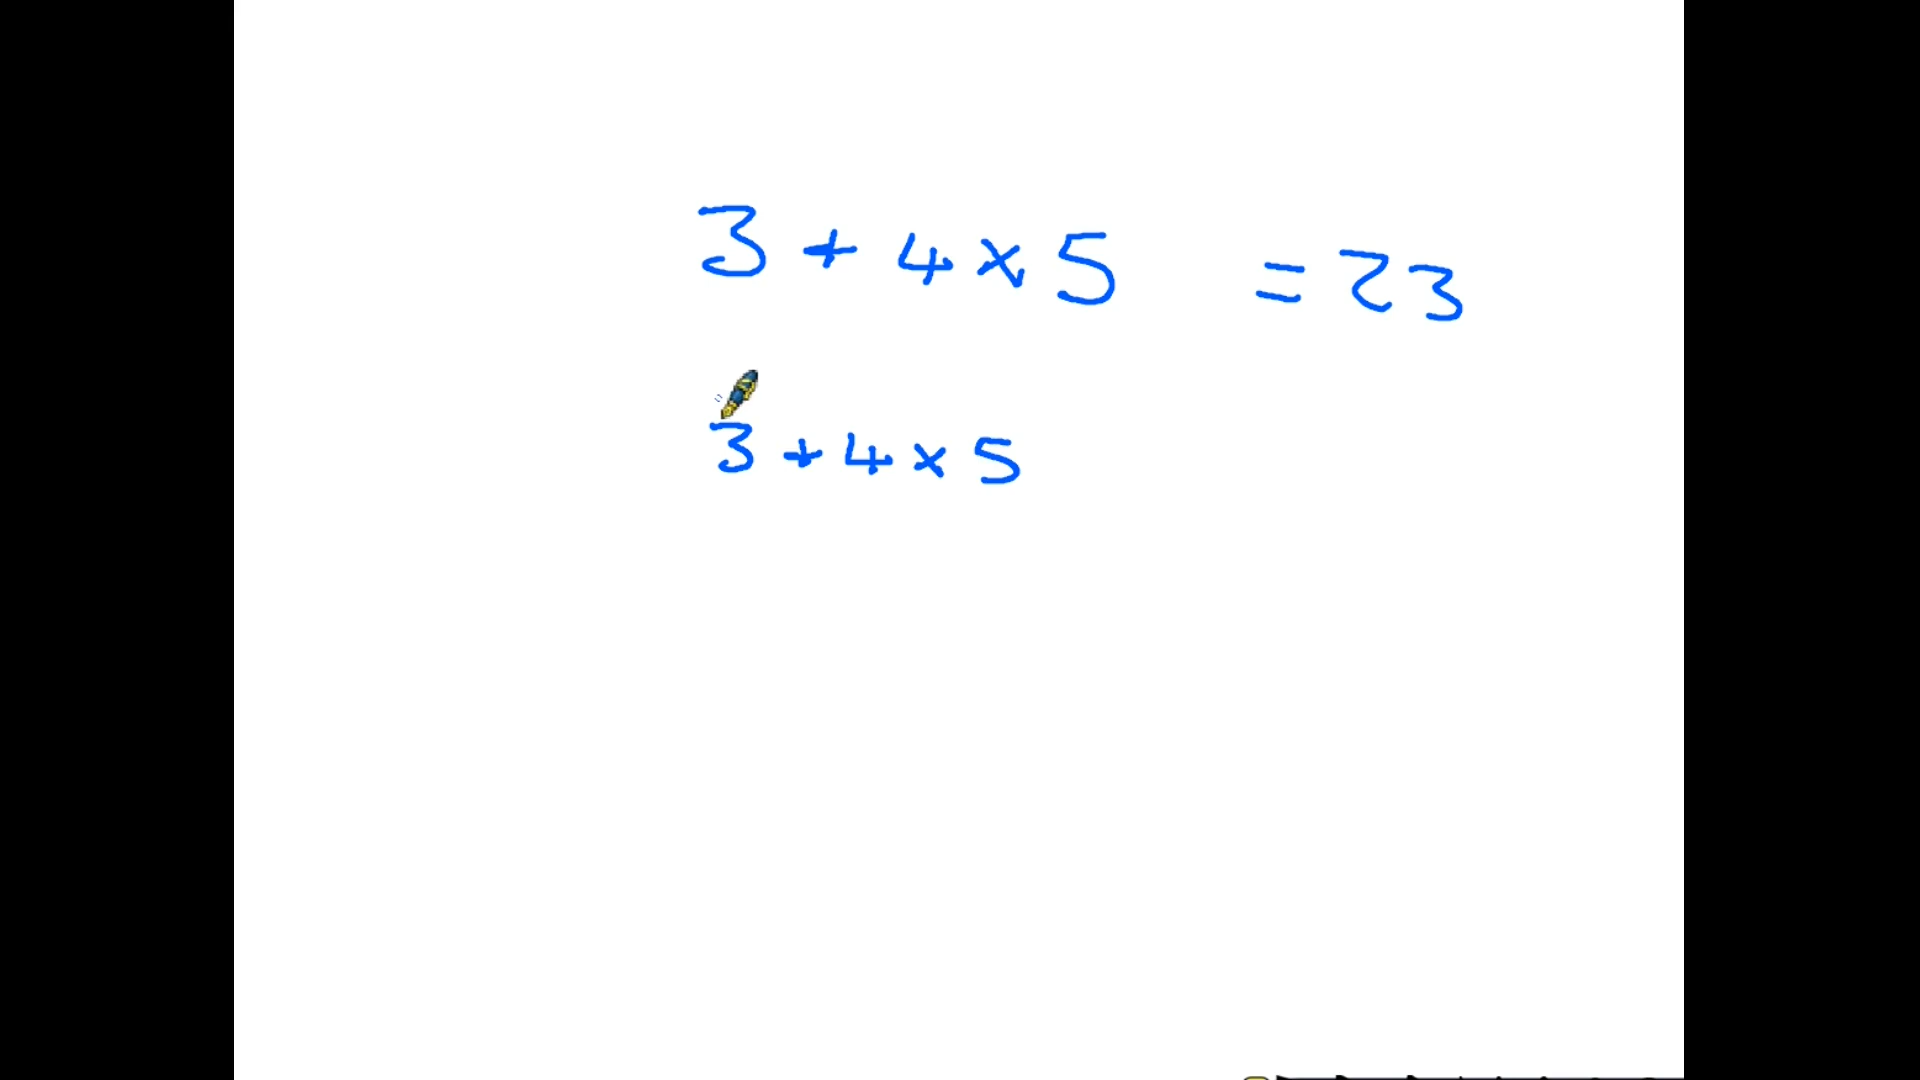 3 + 4 × 5 = 23
3 + 4 × 5